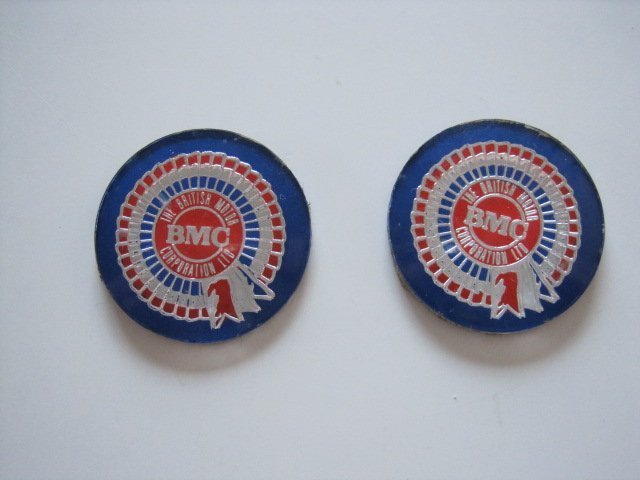 THE BRITISH MOTOR
BMC
CORPORATION LTD
THE BRITISH MOTOR
BMC
CORPORATION LTD